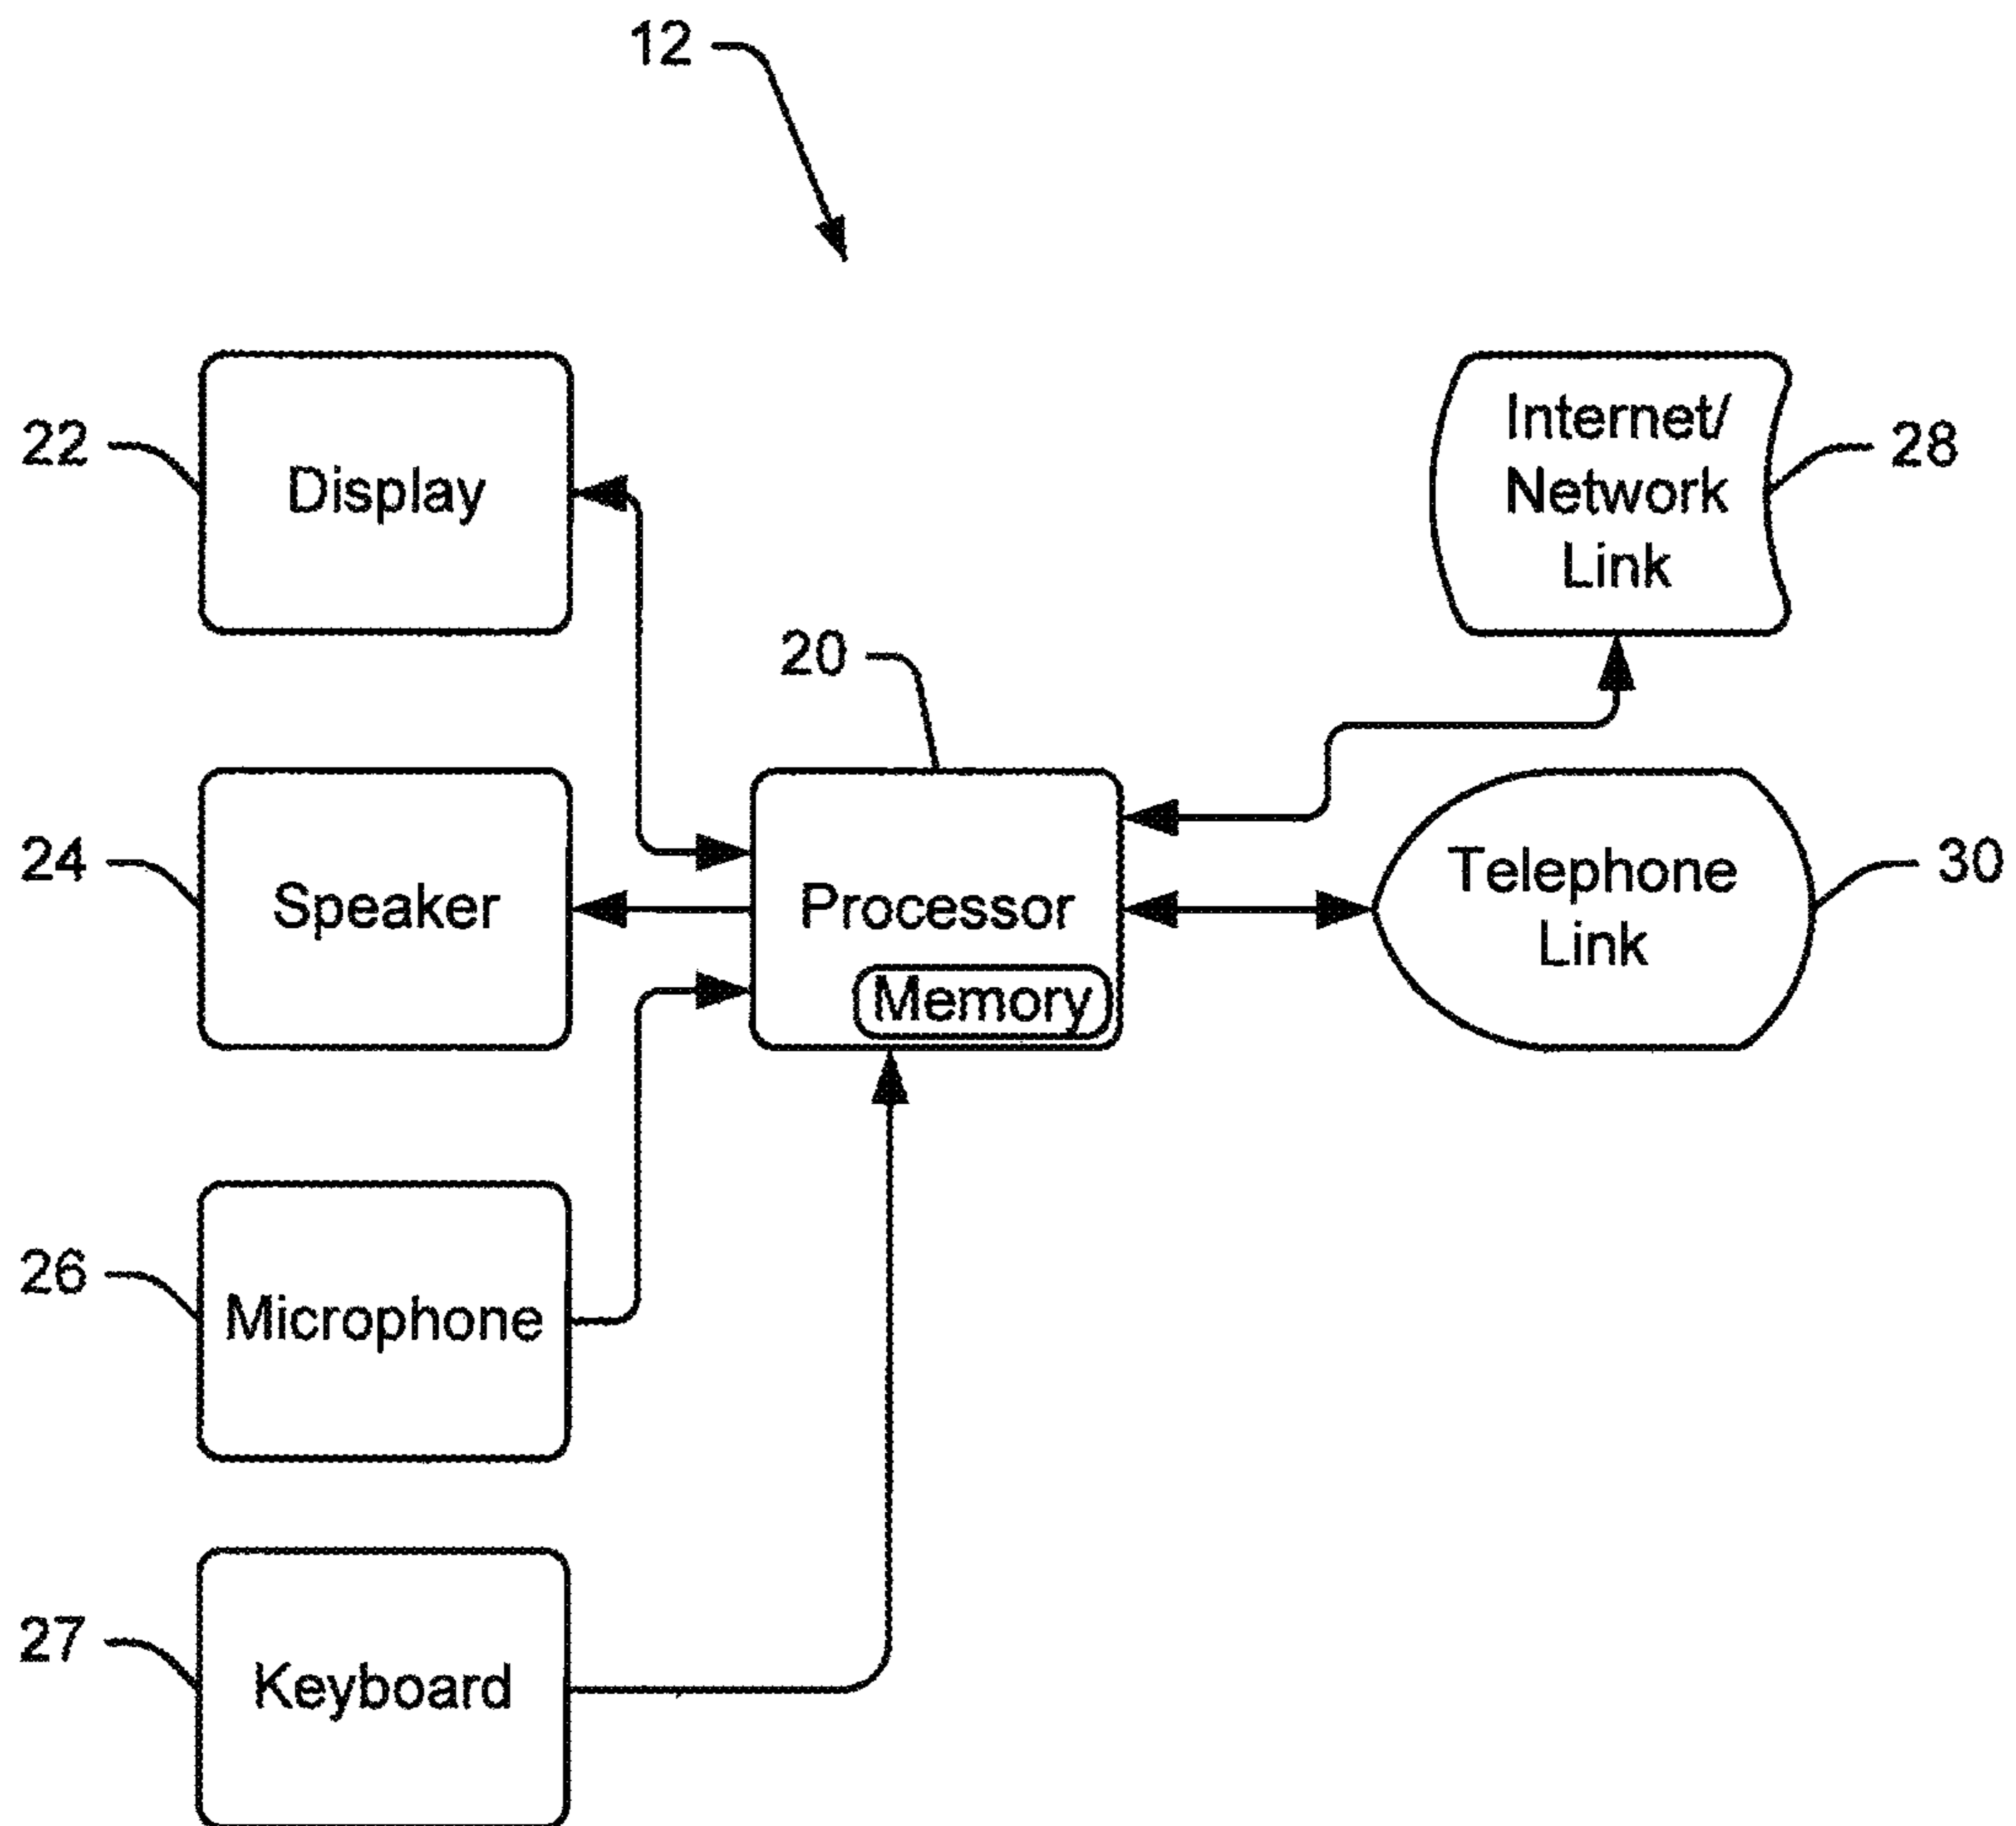 12
22
Display
Internet/
Network
Link
28
20
24
Speaker
Processor
Memory
Telephone
Link
30
26
Microphone
27
Keyboard